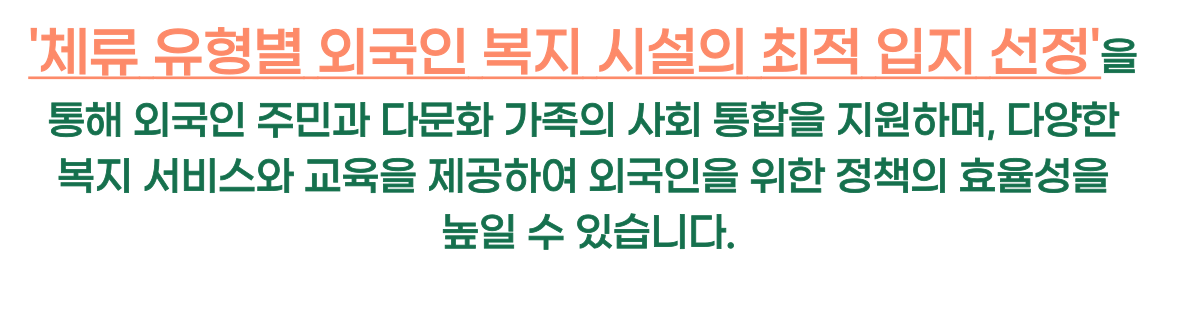 '체류 유형별 외국인 복지 시설의 최적 입지 선정'을
통해 외국인 주민과 다문화 가족의 사회 통합을 지원하며, 다양한
복지 서비스와 교육을 제공하여 외국인을 위한 정책의 효율성을
높일 수 있습니다.